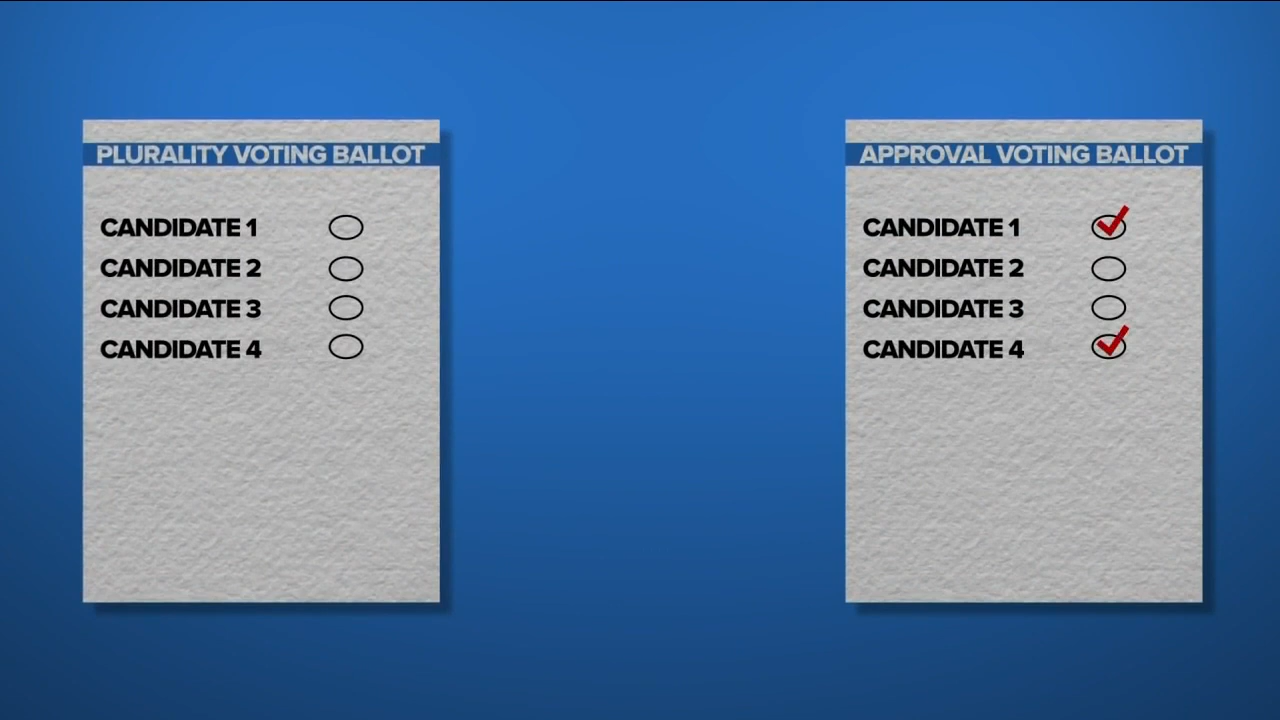 PLURALITY VOTING BALLOT
CANDIDATE 1
CANDIDATE 2
CANDIDATE 3
CANDIDATE 4
APPROVAL VOTING BALLOT
CANDIDATE 1
CANDIDATE 2
CANDIDATE 3
CANDIDATE 4